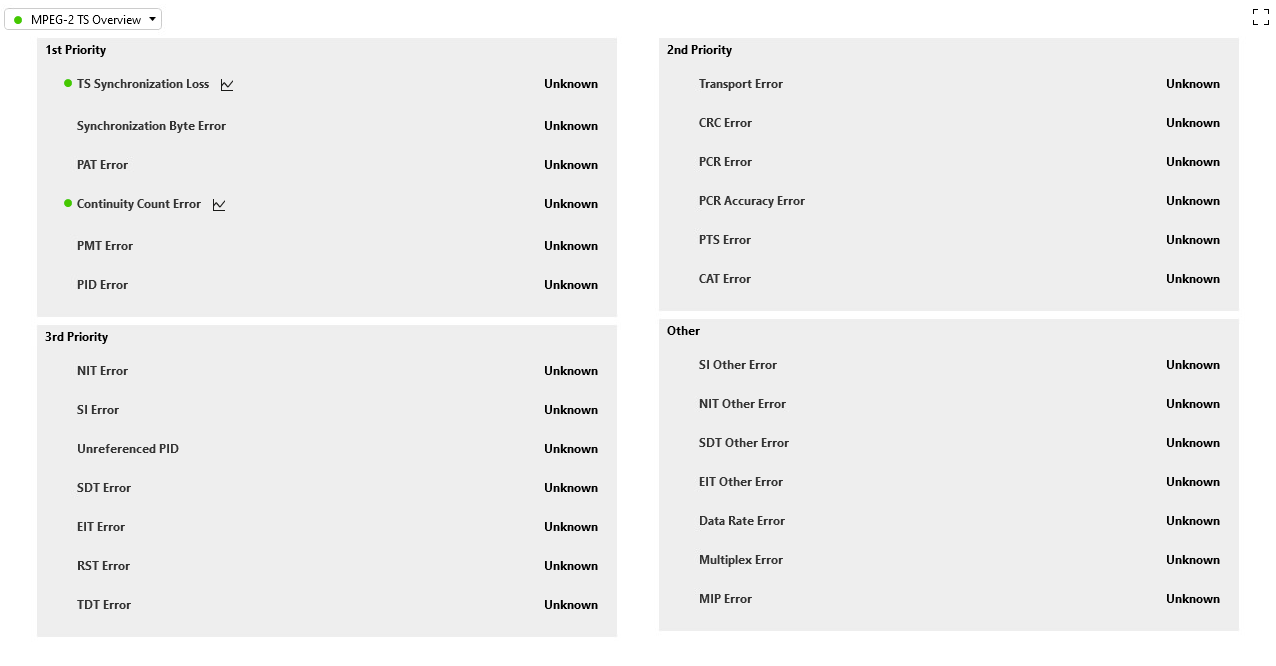 MPEG-2 TS Overview
1st Priority
TS Synchronization Loss Unknown
Synchronization Byte Error Unknown
PAT Error Unknown
Continuity Count Error Unknown
PMT Error Unknown
PID Error Unknown
2nd Priority
Transport Error Unknown
CRC Error Unknown
PCR Error Unknown
PCR Accuracy Error Unknown
PTS Error Unknown
CAT Error Unknown
3rd Priority
NIT Error Unknown
SI Error Unknown
Unreferenced PID Unknown
SDT Error Unknown
EIT Error Unknown
RST Error Unknown
TDT Error Unknown
Other
SI Other Error Unknown
NIT Other Error Unknown
SDT Other Error Unknown
EIT Other Error Unknown
Data Rate Error Unknown
Multiplex Error Unknown
MIP Error Unknown